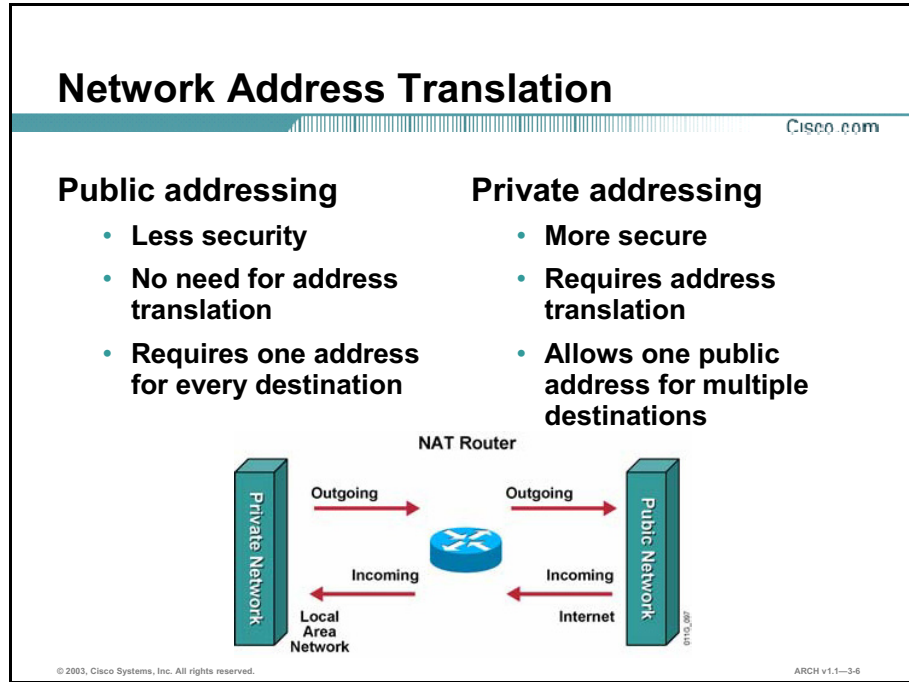 Network Address Translation
Cisco.com
Public addressing
• Less security
• No need for address
translation
• Requires one address
for every destination
Private addressing
• More secure
• Requires address
translation
• Allows one public
address for multiple
destinations
NAT Router
Private Network
Outgoing
Outgoing
Incoming
Incoming
Local
Area
Network
Internet
Pubic Network
011G_097
© 2003, Cisco Systems, Inc. All rights reserved.
ARCH v1.1—3-6